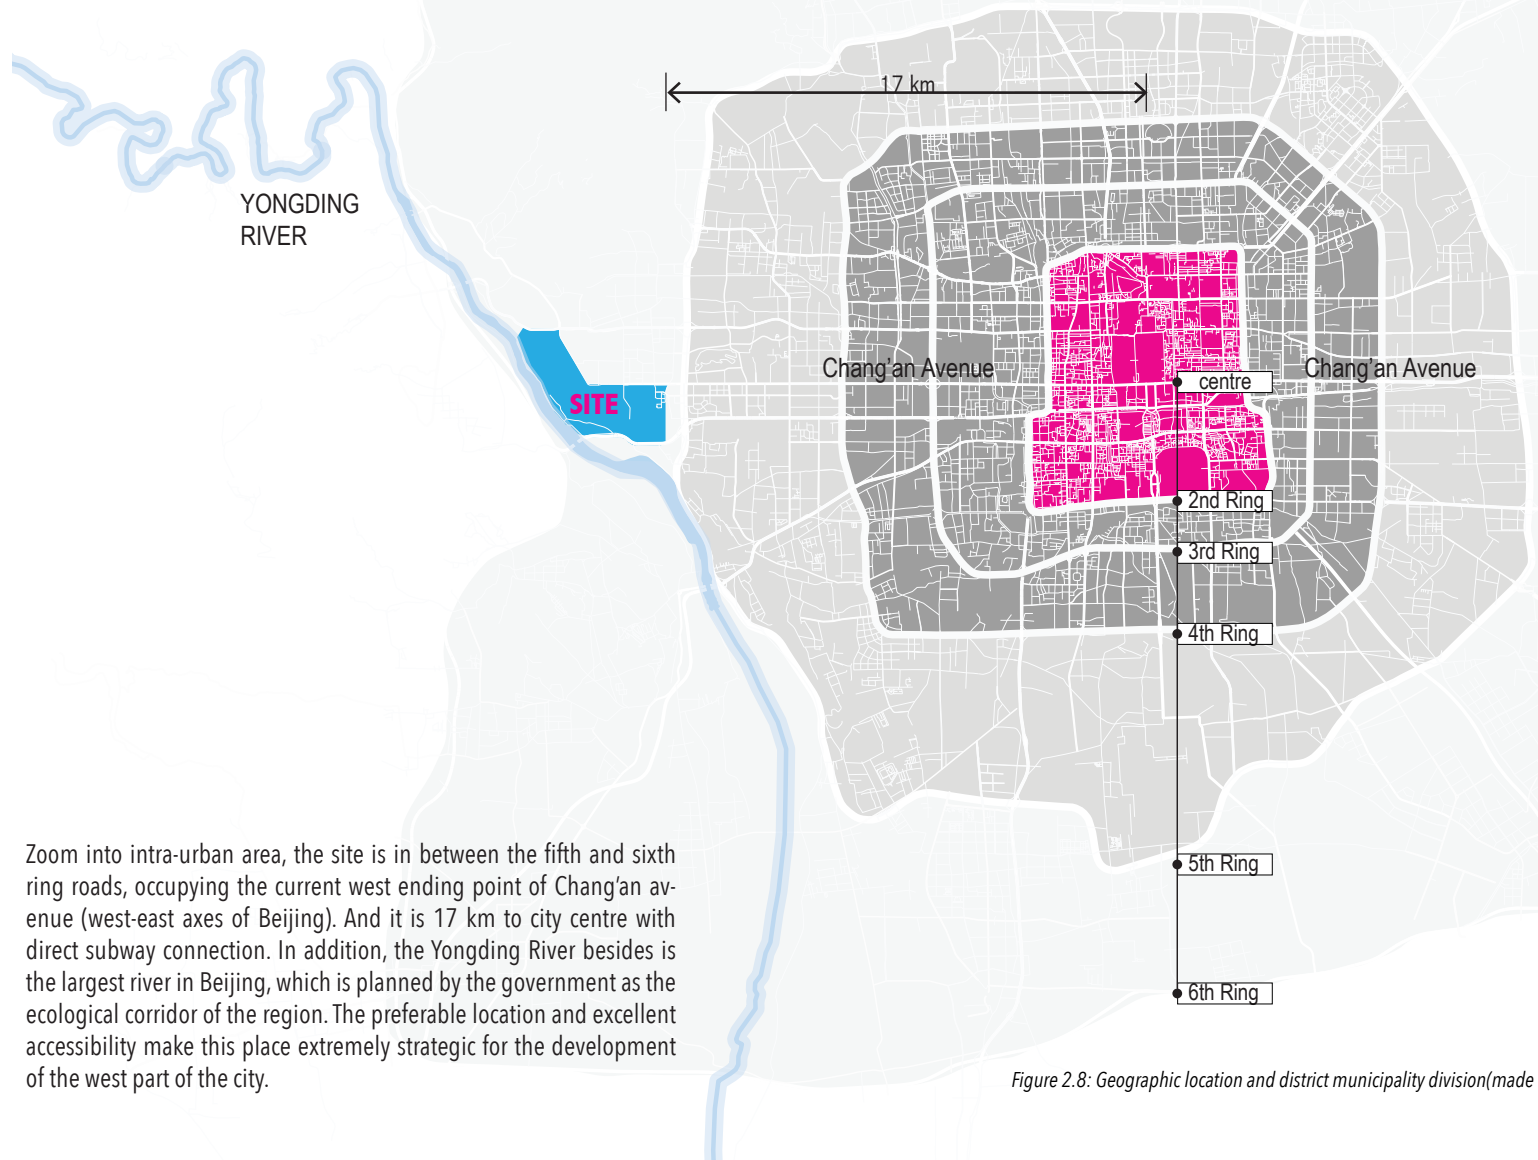 17 km
YONGDING
RIVER
Chang'an Avenue
Chang'an Avenue
centre
SITE
2nd Ring
3rd Ring
4th Ring
5th Ring
6th Ring
Zoom into intra-urban area, the site is in between the fifth and sixth
ring roads, occupying the current west ending point of Chang'an av-
enue (west-east axes of Beijing). And it is 17 km to city centre with
direct subway connection. In addition, the Yongding River besides is
the largest river in Beijing, which is planned by the government as the
ecological corridor of the region. The preferable location and excellent
accessibility make this place extremely strategic for the development
of the west part of the city.
Figure 2.8: Geographic location and district municipality division(made